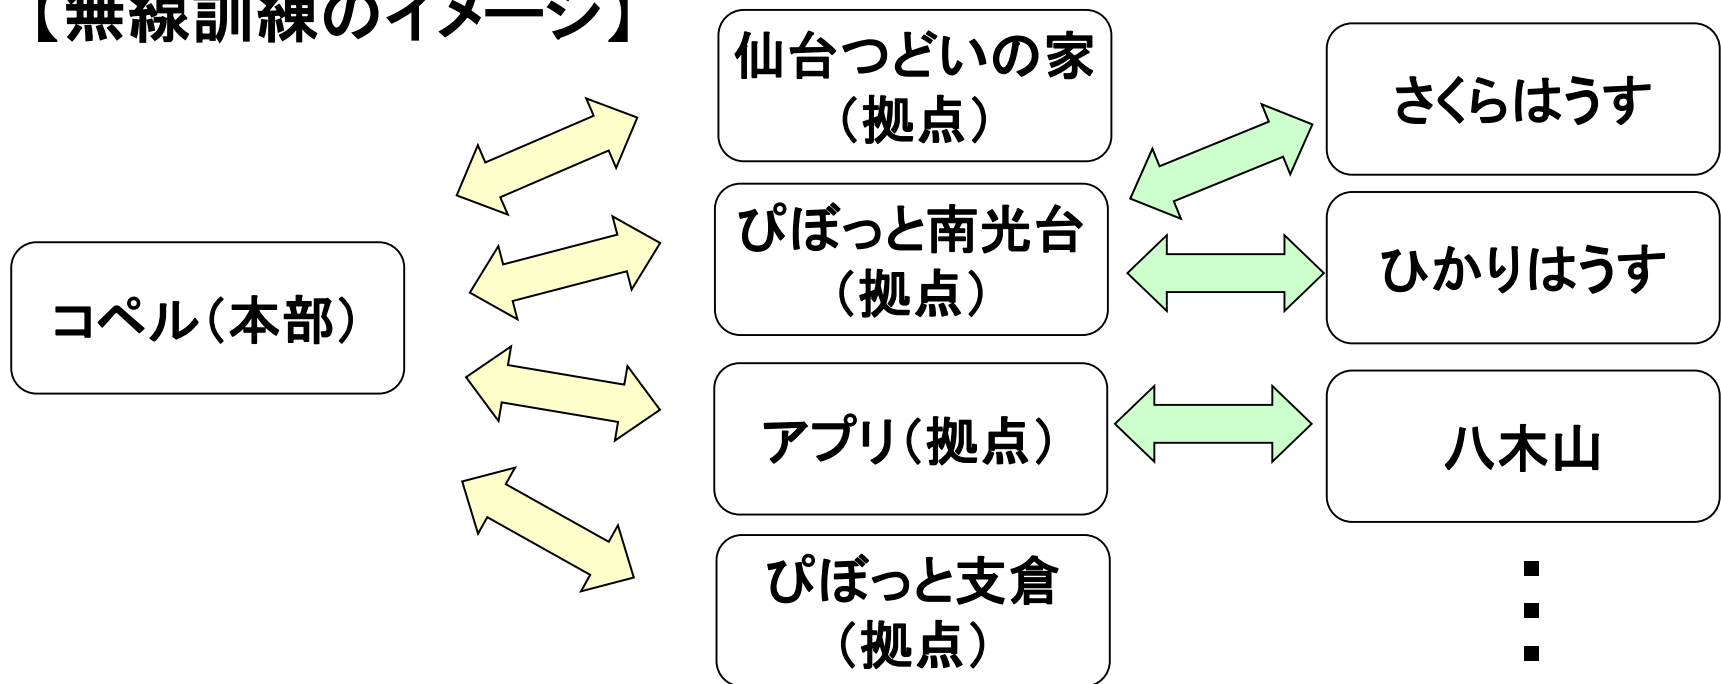 【無線訓練のイメージ】
コペル（本部）
仙台つどいの家
（拠点）
ぴぼっと南光台
（拠点）
アプリ（拠点）
ぴぼっと支倉
（拠点）
さくらはうす
ひかりはうす
八木山